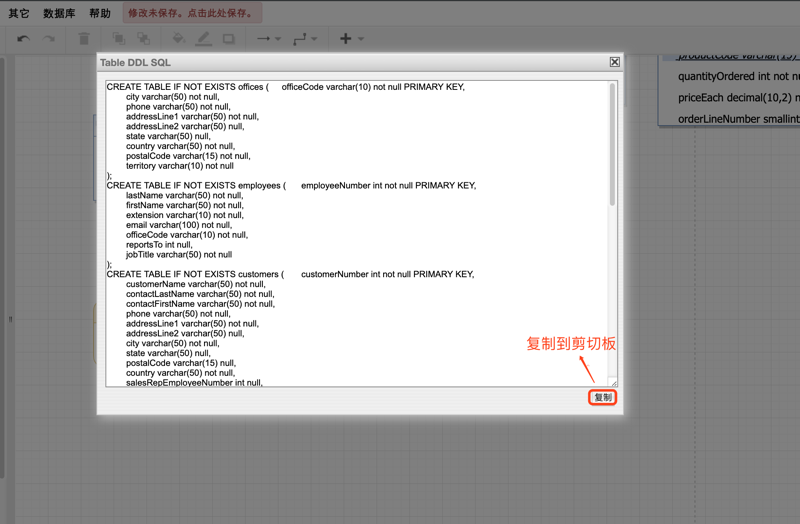 其它 数据库 帮助 修改未保存。点击此处保存。
Table DDL SQL
productCode varchar(15)
quantityOrdered int not nu
priceEach decimal(10,2) n
orderLineNumber smallint
CREATE TABLE IF NOT EXISTS offices ( officeCode varchar(10) not null PRIMARY KEY,
city varchar(50) not null,
phone varchar(50) not null,
addressLine1 varchar(50) not null,
addressLine2 varchar(50) null,
state varchar(50) null,
country varchar(50) not null,
postalCode varchar(15) not null,
territory varchar(10) not null
);
CREATE TABLE IF NOT EXISTS employees ( employeeNumber int not null PRIMARY KEY,
lastName varchar(50) not null,
firstName varchar(50) not null,
extension varchar(10) not null,
email varchar(100) not null,
officeCode varchar(10) not null,
reportsTo int null,
jobTitle varchar(50) not null
);
CREATE TABLE IF NOT EXISTS customers ( customerNumber int not null PRIMARY KEY,
customerName varchar(50) not null,
contactLastName varchar(50) not null,
contactFirstName varchar(50) not null,
phone varchar(50) not null,
addressLine1 varchar(50) not null,
addressLine2 varchar(50) null,
city varchar(50) not null,
state varchar(50) null,
postalCode varchar(15) null,
country varchar(50) not null,
salesRepEmployeeNumber int null,
复制到剪切板
复制